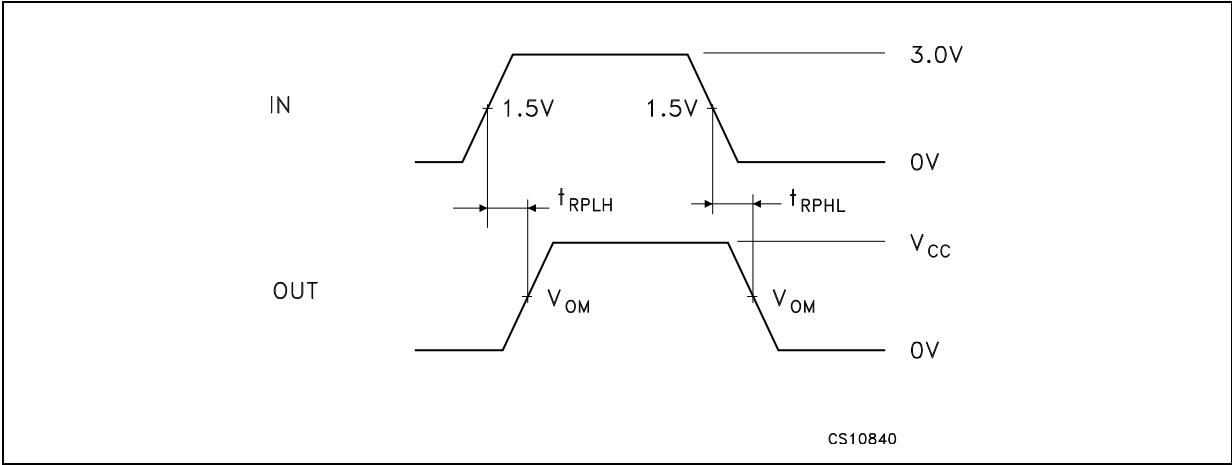 3.0V
IN
1.5V 1.5V
0V
tRPLH tRPHL
VCC
OUT
VOM VOM
0V
CS10840